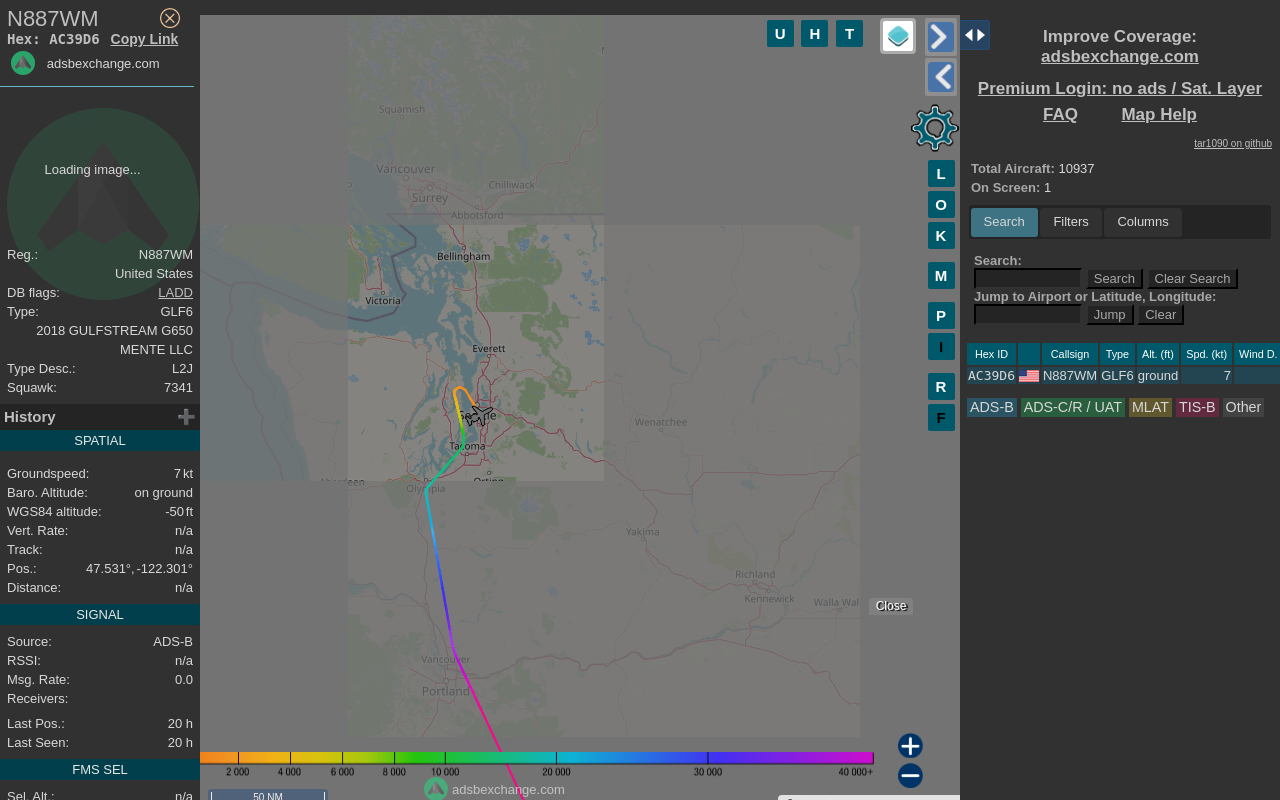 N887WM
Hex: AC39D6 Copy Link
adsbexchange.com
Loading image...
Reg.: N887WM
United States
DB flags: LADD
Type: GLF6
2018 GULFSTREAM G650
MENTE LLC
Type Desc.: L2J
Squawk: 7341
History
SPATIAL
Groundspeed: 7 kt
Baro. Altitude: on ground
WGS84 altitude: -50 ft
Vert. Rate: n/a
Track: n/a
Pos.: 47.531°, -122.301°
Distance: n/a
SIGNAL
Source: ADS-B
RSSI: n/a
Msg. Rate: 0.0
Receivers:
Last Pos.: 20 h
Last Seen: 20 h
FMS SEL
Sel. Alt.: n/a
U H T
Squamish
Vancouver
Surrey
Chilliwack
Abbotsford
Bellingham
Victoria
Everett
Tacoma
Orting
Olympia
Wenatchee
Yakima
Richland
Kennewick
Walla Wal
Vancouver
Portland
L
O
K
M
P
I
R
F
Close
2 000 4 000 6 000 8 000 10 000 20 000 30 000 40 000+
adsbexchange.com
50 NM
Improve Coverage:
adsbexchange.com
Premium Login: no ads / Sat. Layer
FAQ Map Help
tar1090 on github
Total Aircraft: 10937
On Screen: 1
Search Filters Columns
Search:
Search Clear Search
Jump to Airport or Latitude, Longitude:
Jump Clear
Hex ID Callsign Type Alt. (ft) Spd. (kt) Wind D.
AC39D6 N887WM GLF6 ground 7
ADS-B ADS-C/R / UAT MLAT TIS-B Other